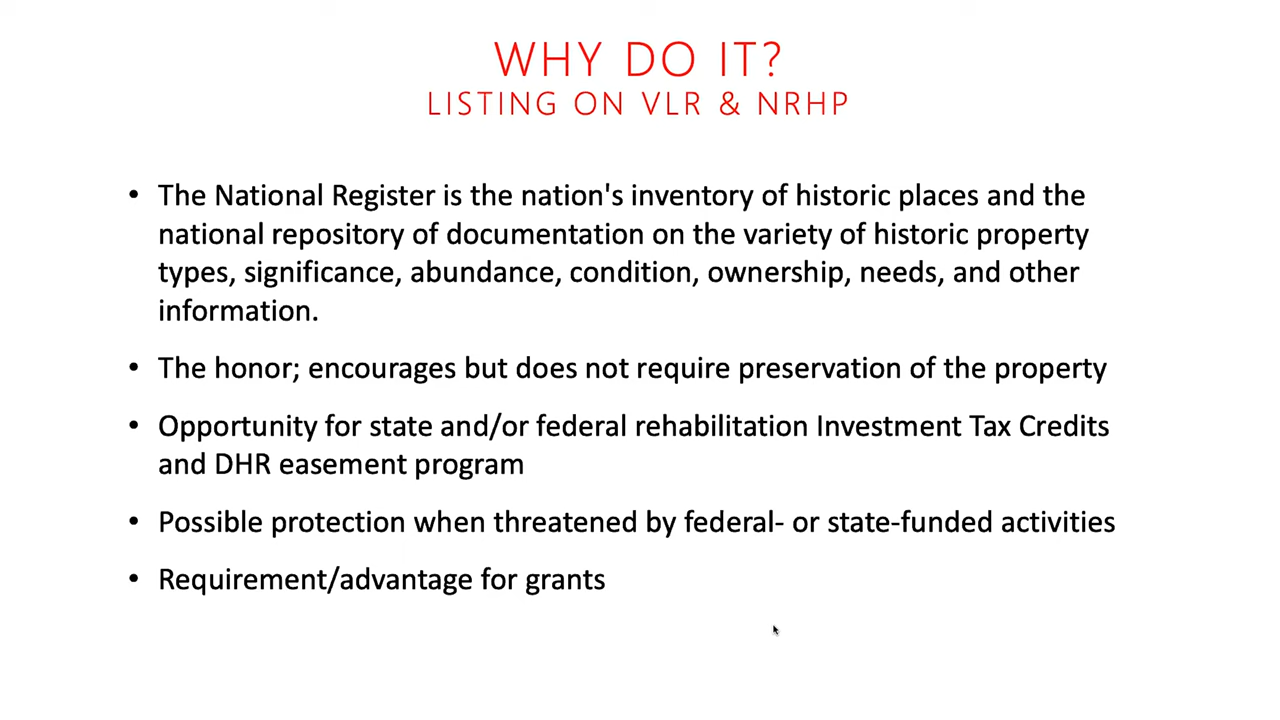 WHY DO IT?
LISTING ON VLR & NRHP
• The National Register is the nation's inventory of historic places and the
national repository of documentation on the variety of historic property
types, significance, abundance, condition, ownership, needs, and other
information.
• The honor; encourages but does not require preservation of the property
• Opportunity for state and/or federal rehabilitation Investment Tax Credits
and DHR easement program
• Possible protection when threatened by federal- or state-funded activities
• Requirement/advantage for grants